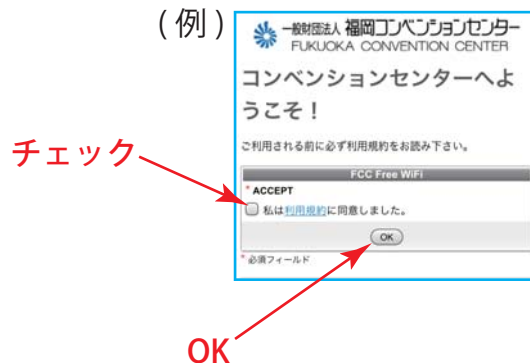 (例)
一般財団法人 福岡コンベンションセンター
FUKUOKA CONVENTION CENTER
コンベンションセンターへよ
うこそ！
ご利用される前に必ず利用規約をお読み下さい。
チェック
FCC Free WiFi
* ACCEPT
私は利用規約に同意しました。
OK
* 必須フィールド
OK